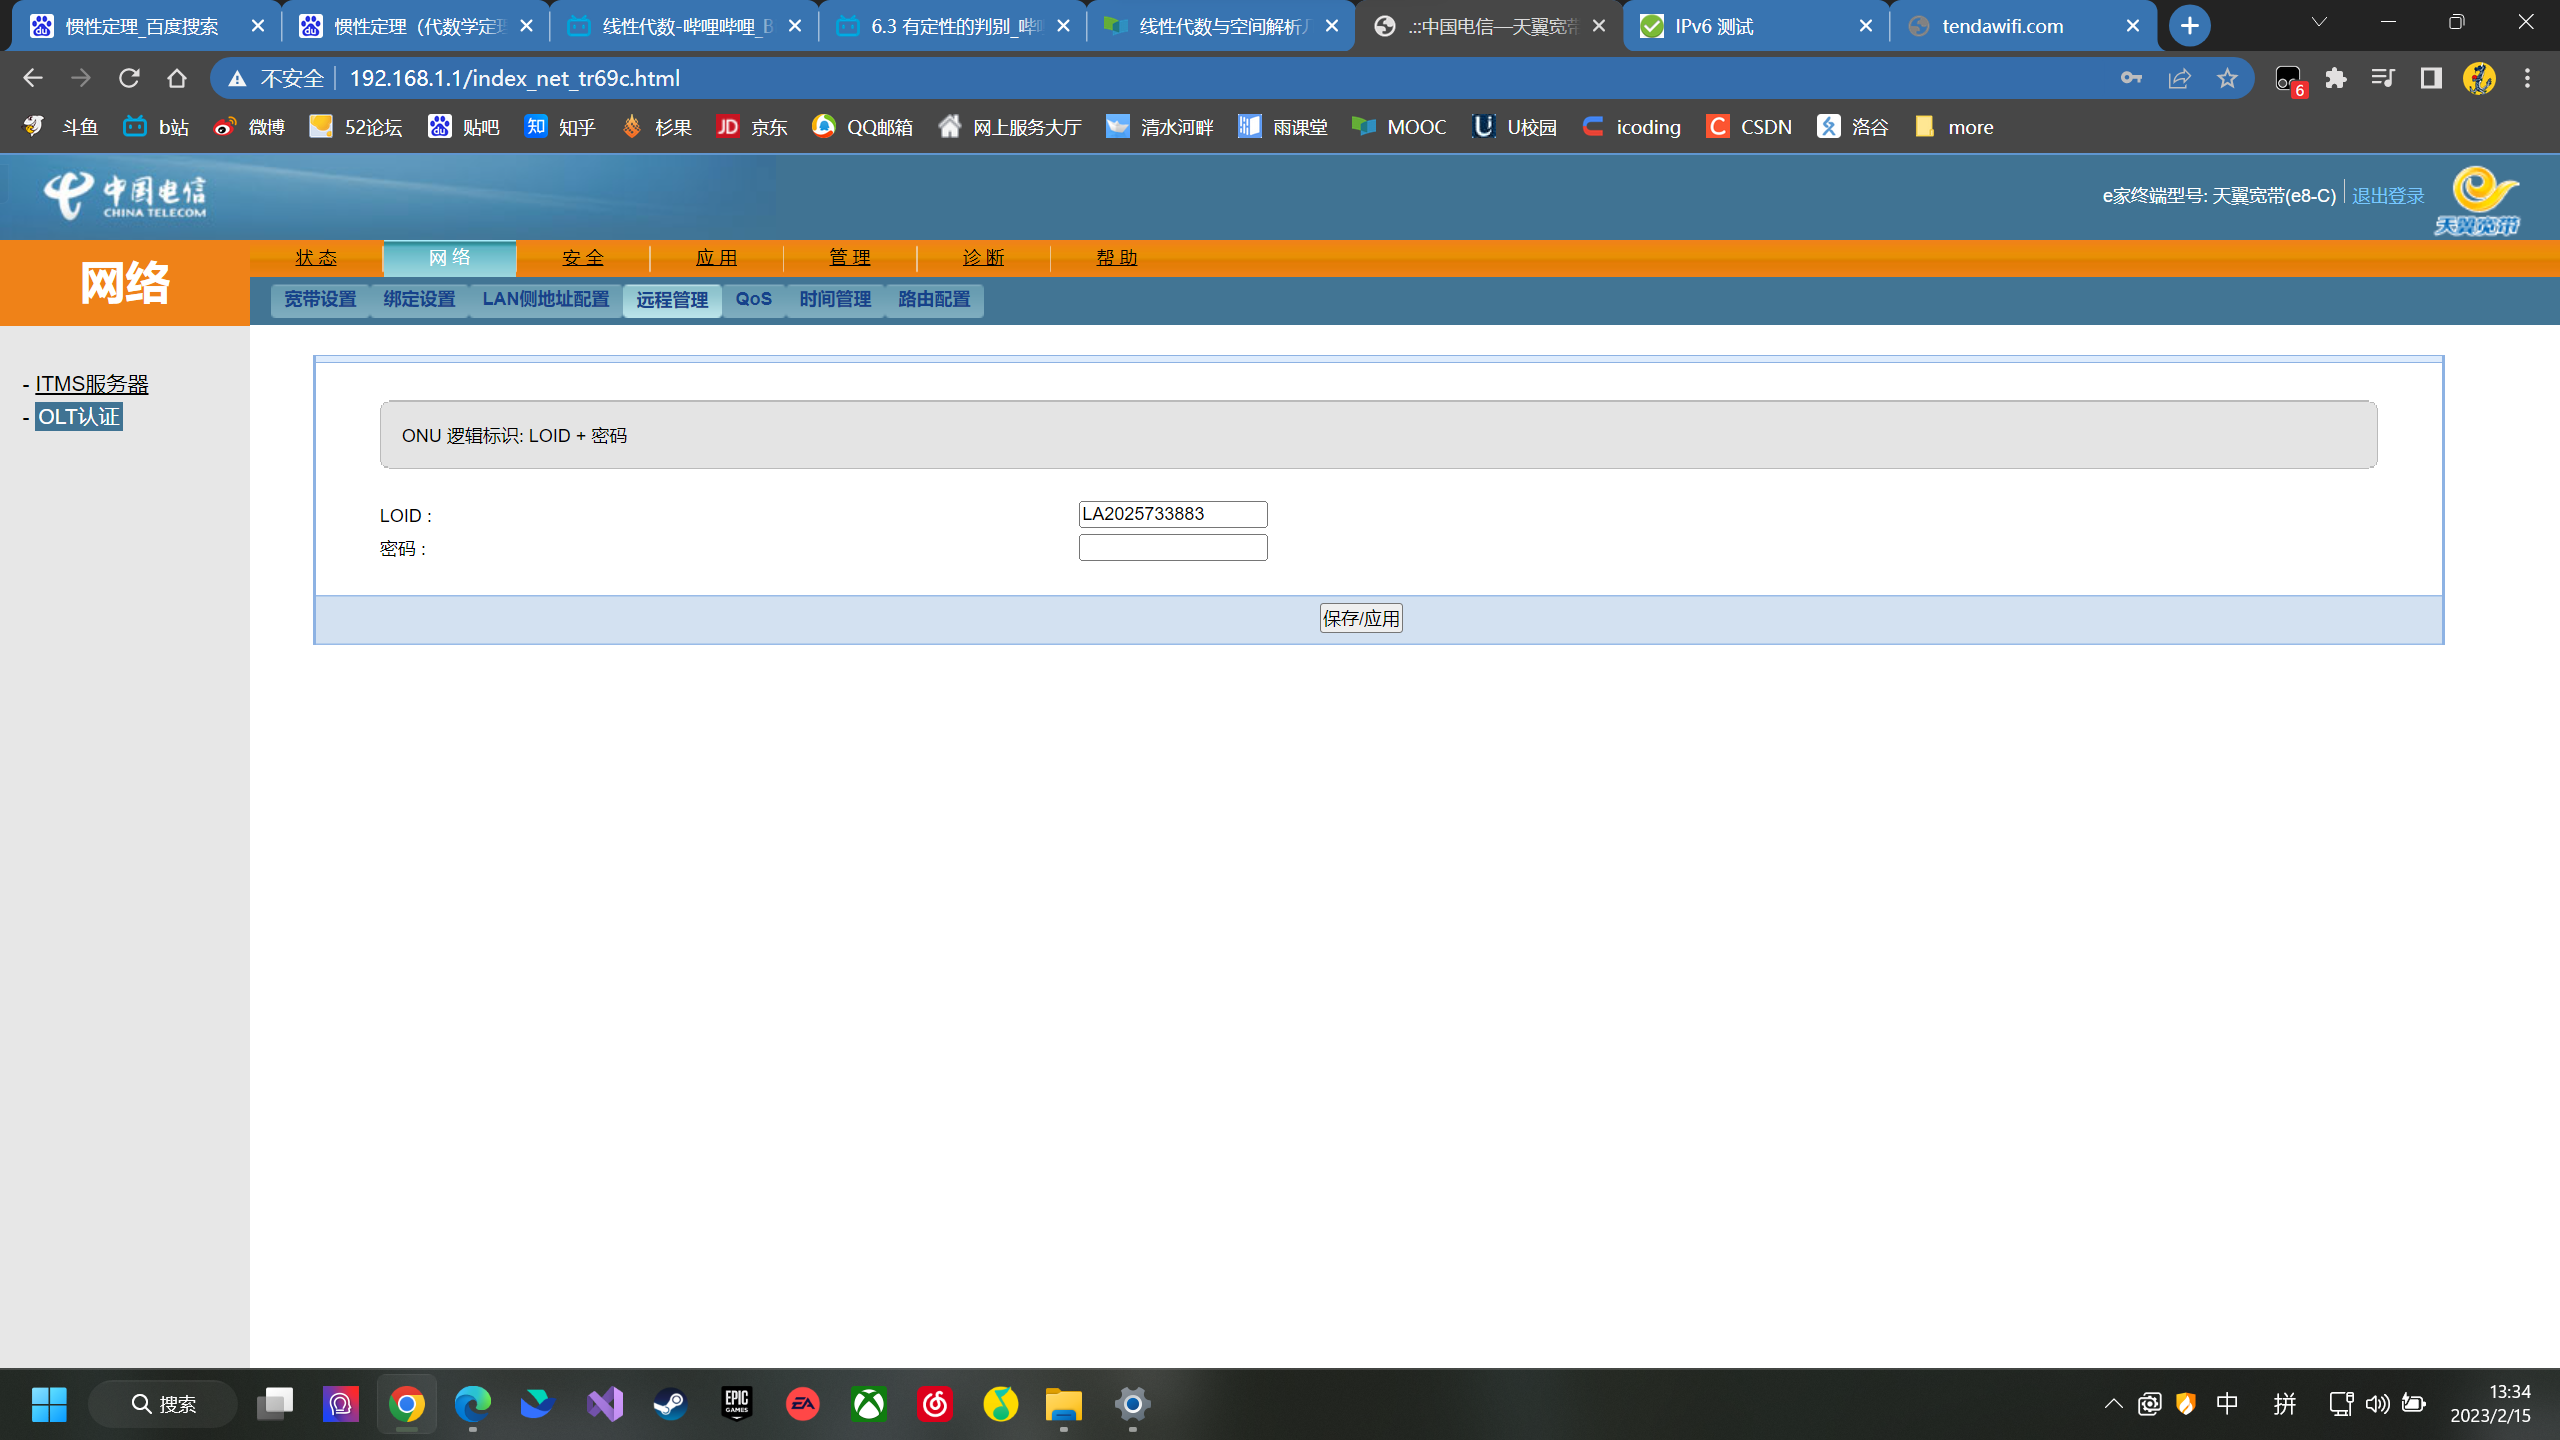 惯性定理_百度搜索
惯性定理（代数学定理
线性代数-哔哩哔哩_B
6.3 有定性的判别_哔
线性代数与空间解析几
.:::中国电信—天翼宽带
IPv6 测试
tendawifi.com
不安全 192.168.1.1/index_net_tr69c.html
6
斗鱼 b站 微博 52论坛 贴吧 知乎 杉果 京东 QQ邮箱 网上服务大厅 清水河畔 雨课堂 MOOC U校园 icoding CSDN 洛谷 more
中国电信
CHINA TELECOM
e家终端型号: 天翼宽带(e8-C) 退出登录
天翼宽带
网络
状 态 网 络 安 全 应 用 管 理 诊 断 帮 助
宽带设置 绑定设置 LAN侧地址配置 远程管理 QoS 时间管理 路由配置
- ITMS服务器
- OLT认证
ONU 逻辑标识: LOID + 密码
LOID : LA2025733883
密码 :
保存/应用
搜索
EPIC GAMES
EA
中 拼
13:34
2023/2/15